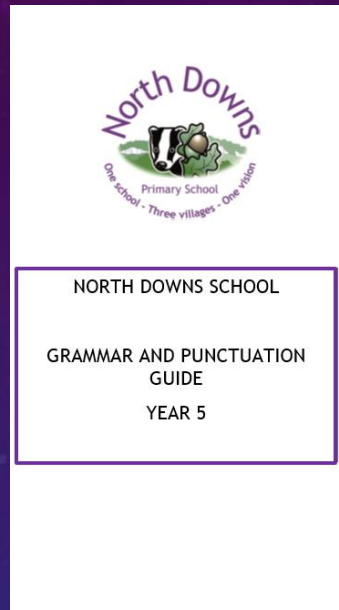 North Downs
Primary School
One school - Three villages - One vision
NORTH DOWNS SCHOOL
GRAMMAR AND PUNCTUATION
GUIDE
YEAR 5